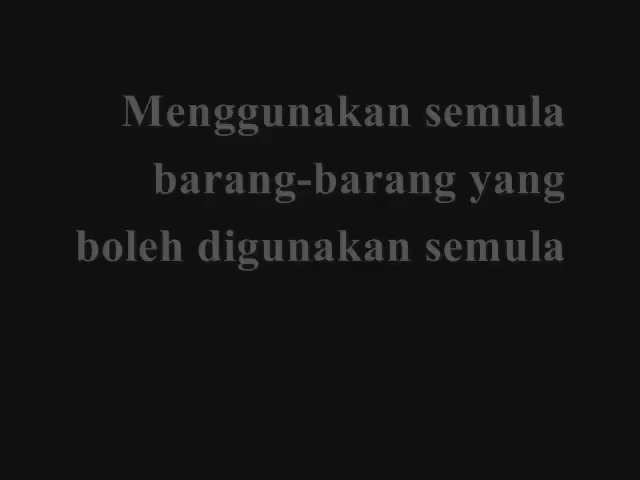 Menggunakan semula
barang-barang yang
boleh digunakan semula